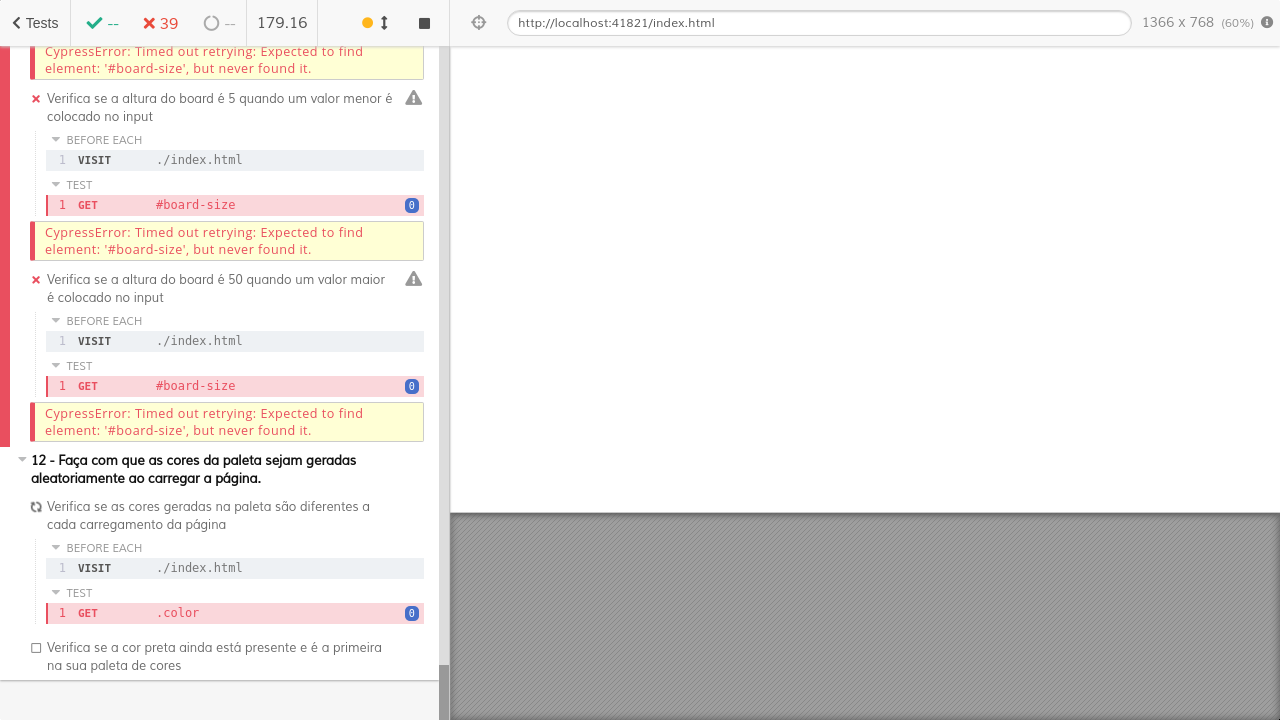 Tests
--
39
--
179.16
http://localhost:41821/index.html
1366 x 768 (60%)
CypressError: Timed out retrying: Expected to find
element: '#board-size', but never found it.
Verifica se a altura do board é 5 quando um valor menor é
colocado no input
BEFORE EACH
1 VISIT ./index.html
TEST
1 GET #board-size 0
CypressError: Timed out retrying: Expected to find
element: '#board-size', but never found it.
Verifica se a altura do board é 50 quando um valor maior
é colocado no input
BEFORE EACH
1 VISIT ./index.html
TEST
1 GET #board-size 0
CypressError: Timed out retrying: Expected to find
element: '#board-size', but never found it.
12 - Faça com que as cores da paleta sejam geradas
aleatoriamente ao carregar a página.
Verifica se as cores geradas na paleta são diferentes a
cada carregamento da página
BEFORE EACH
1 VISIT ./index.html
TEST
1 GET .color 0
Verifica se a cor preta ainda está presente e é a primeira
na sua paleta de cores